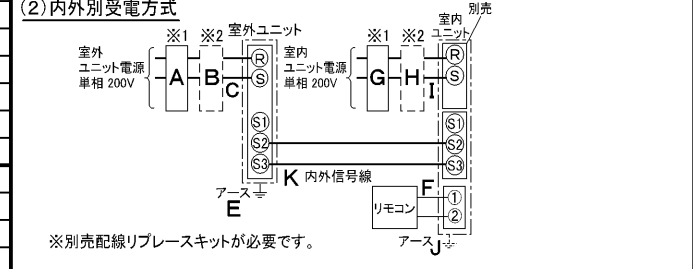 (2)内外別受電方式
別売
※1 ※2 室外ユニット
※1 ※2 室内ユニット
室外
ユニット電源
単相 200V
A B C
R
S
室内
ユニット電源
単相 200V
G H I
R
S
S1
S2
S3
S1
S2
S3
K 内外信号線
アース
E
リモコン
F
1
2
アース J
※別売配線リプレースキットが必要です。